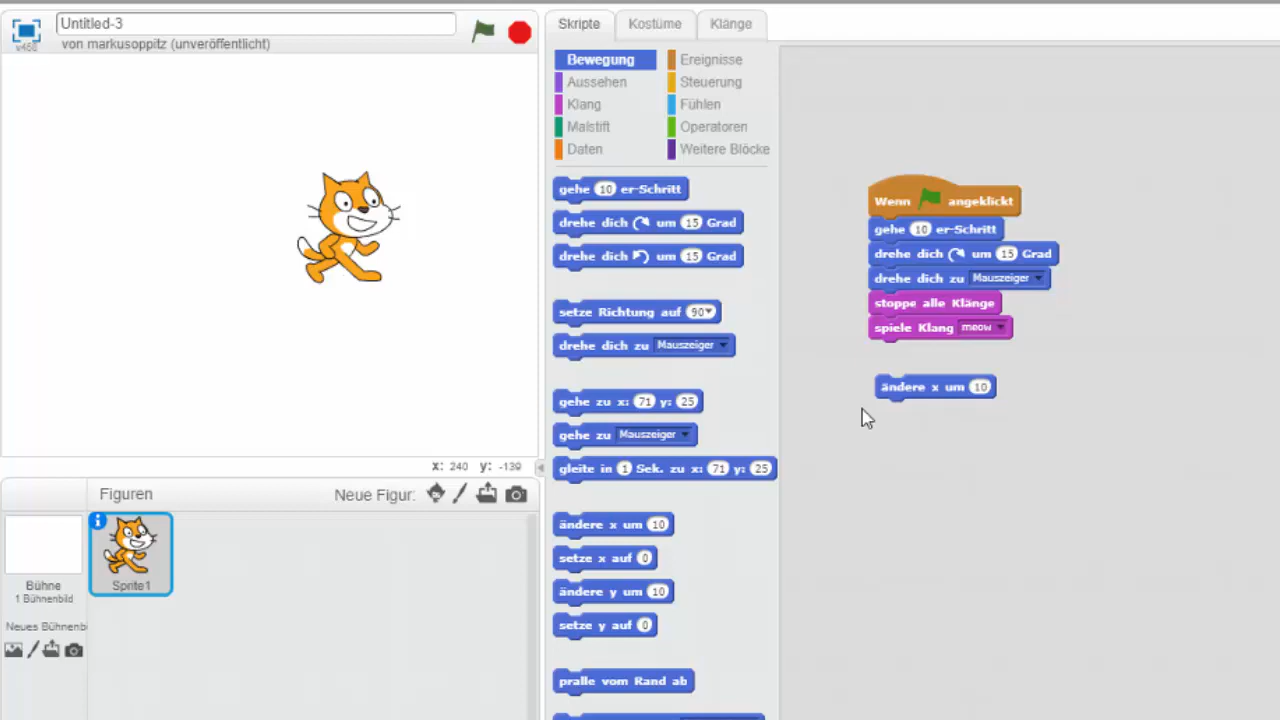 Untitled-3
von markusoppitz (unveröffentlicht)
v458
Skripte Kostüme Klänge
Bewegung Ereignisse
Aussehen Steuerung
Klang Fühlen
Malstift Operatoren
Daten Weitere Blöcke
gehe 10 er-Schritt
drehe dich um 15 Grad
drehe dich um 15 Grad
setze Richtung auf 90
drehe dich zu Mauszeiger
gehe zu x: 71 y: 25
gehe zu Mauszeiger
gleite in 1 Sek. zu x: 71 y: 25
ändere x um 10
setze x auf 0
ändere y um 10
setze y auf 0
pralle vom Rand ab
Wenn angeklickt
gehe 10 er-Schritt
drehe dich um 15 Grad
drehe dich zu Mauszeiger
stoppe alle Klänge
spiele Klang meow
ändere x um 10
x: 240 y: -139
Figuren Neue Figur:
Sprite1
Bühne
1 Bühnenbild
Neues Bühnenb